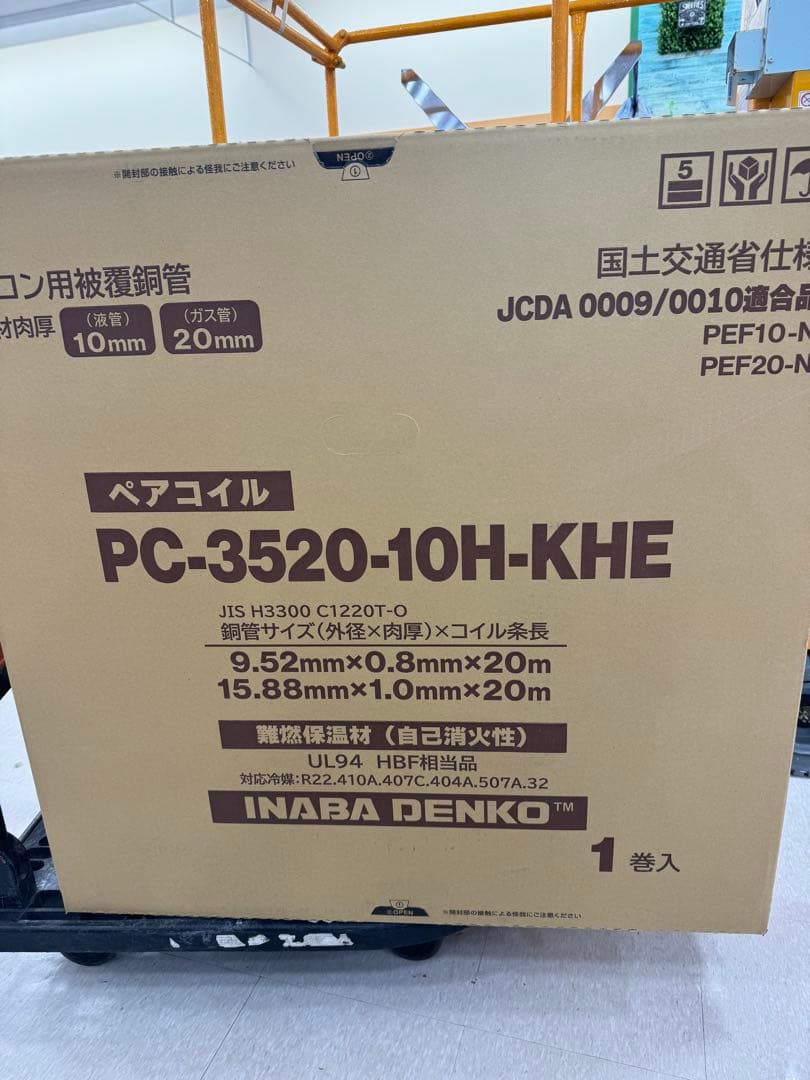 ※開封部の接触による怪我にご注意ください
②OPEN
①
5
コン用被覆銅管
材肉厚 (液管) 10mm (ガス管) 20mm
国土交通省仕様
JCDA 0009/0010適合品
PEF10-N
PEF20-N
ペアコイル
PC-3520-10H-KHE
JIS H3300 C1220T-O
銅管サイズ(外径×肉厚)×コイル条長
9.52mm×0.8mm×20m
15.88mm×1.0mm×20m
難燃保温材(自己消火性)
UL94 HBF相当品
対応冷媒:R22.410A.407C.404A.507A.32
INABA DENKO™
1巻入
①
②OPEN
※開封部の接触による怪我にご注意ください